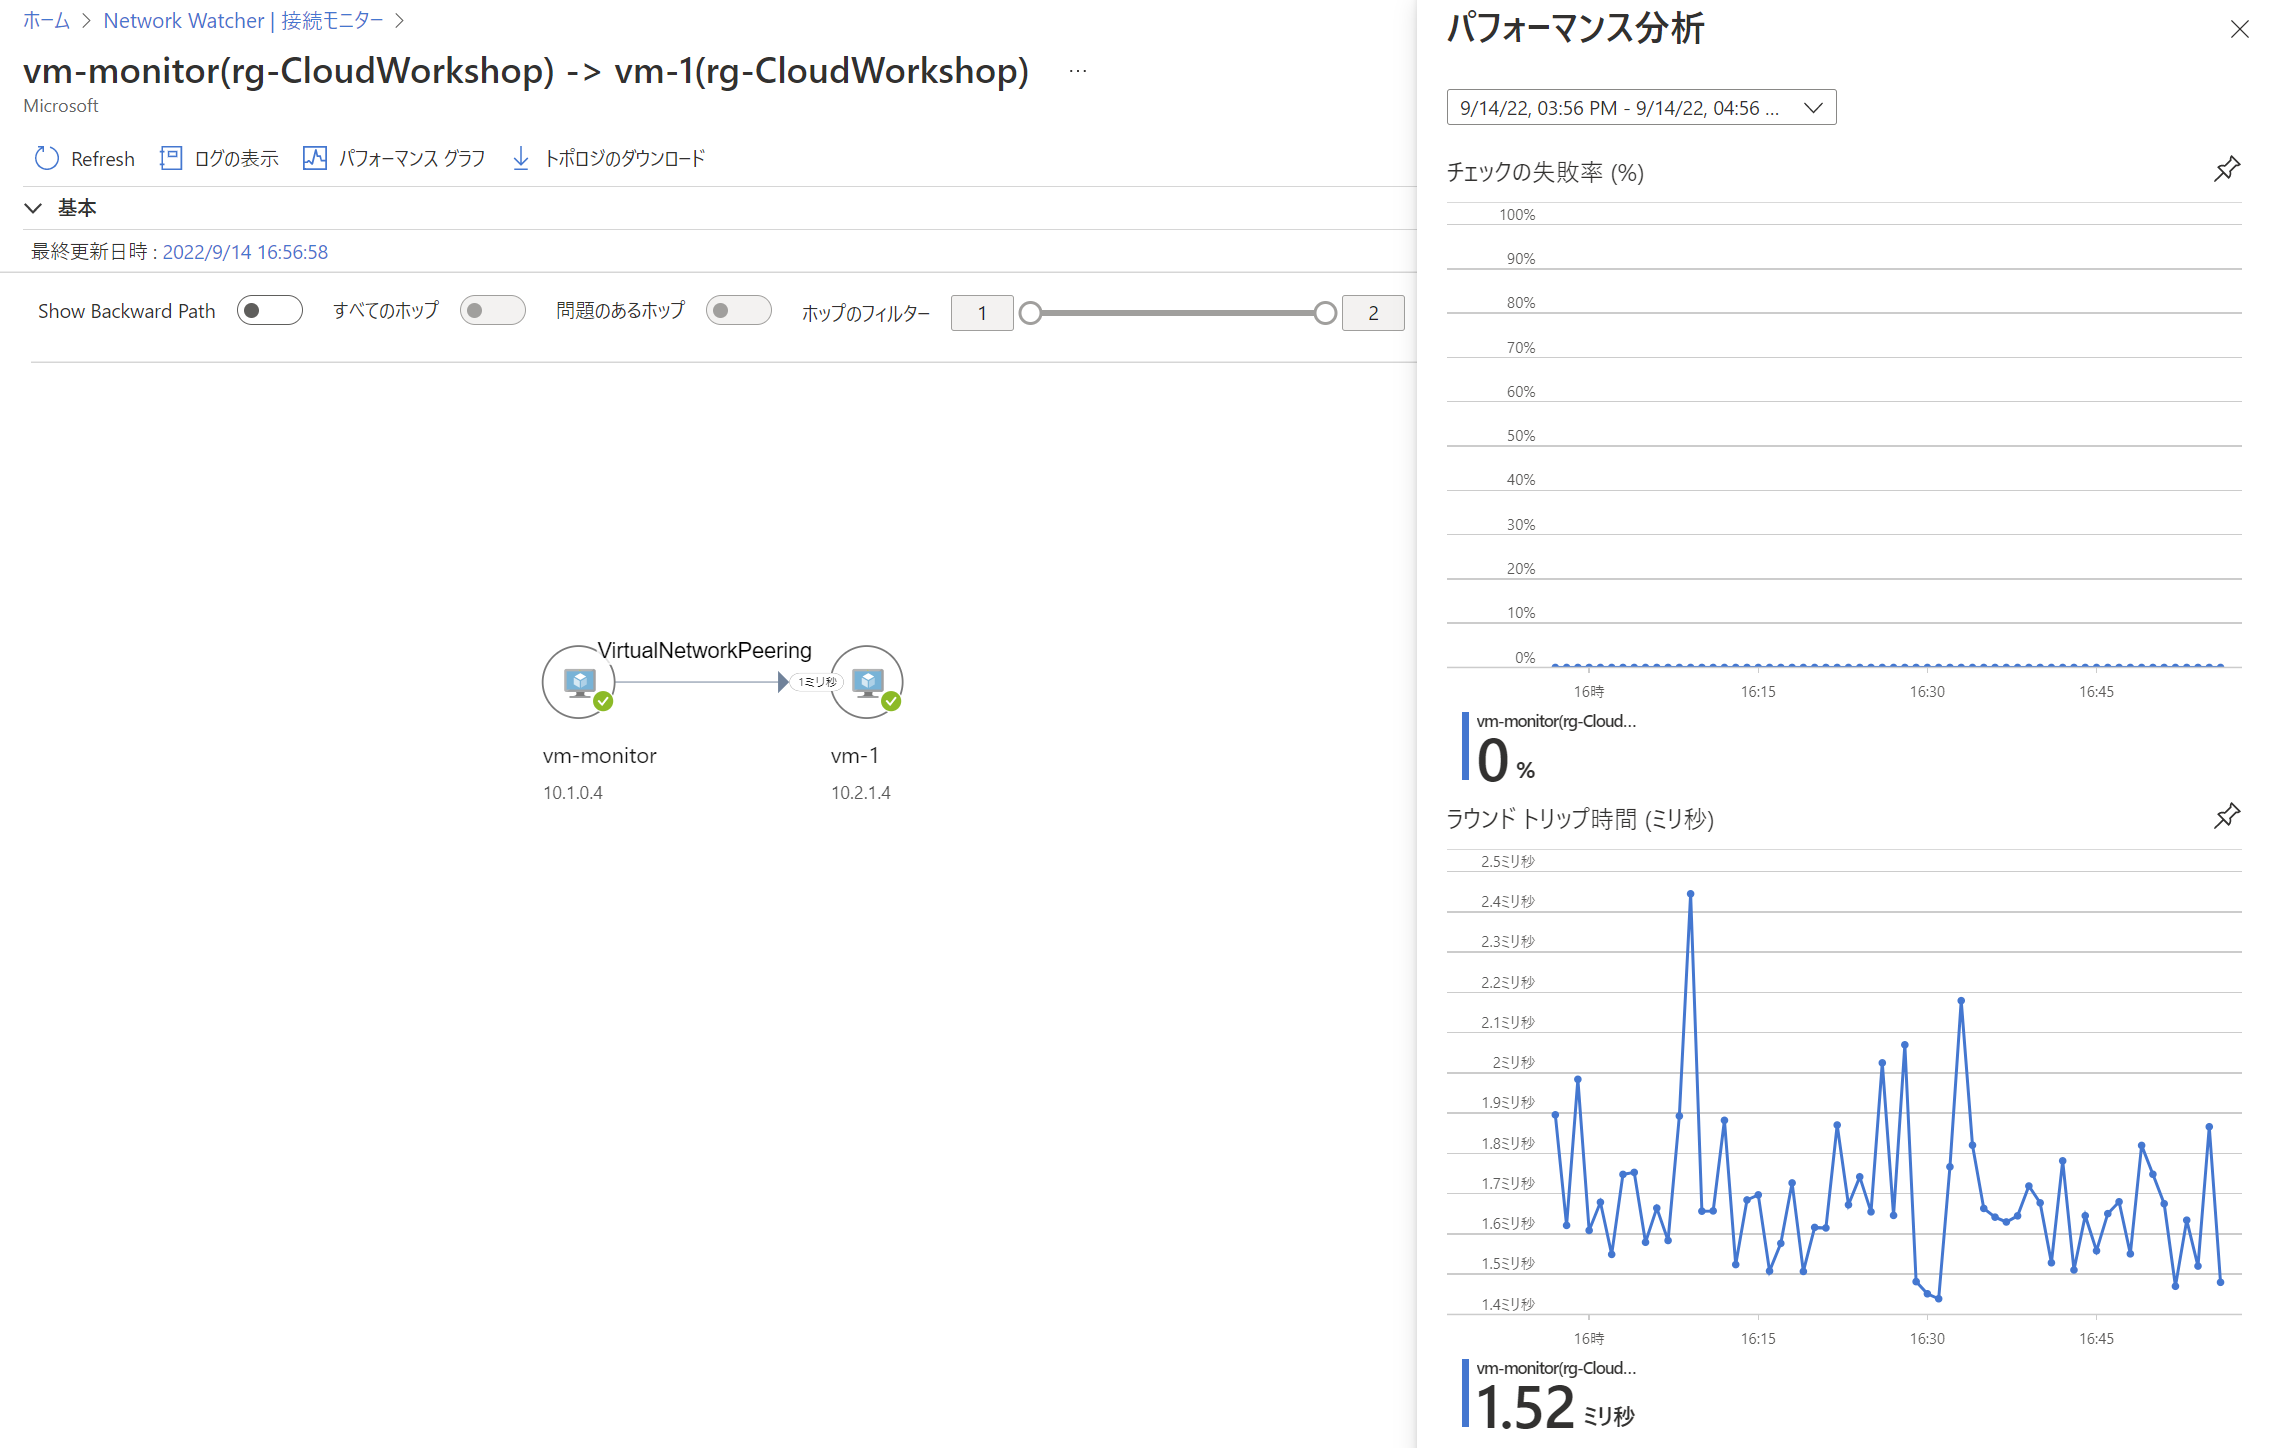 ホーム > Network Watcher | 接続モニター >
vm-monitor(rg-CloudWorkshop) -> vm-1(rg-CloudWorkshop) ...
Microsoft
Refresh ログの表示 パフォーマンス グラフ トポロジのダウンロード
基本
最終更新日時 : 2022/9/14 16:56:58
Show Backward Path すべてのホップ 問題のあるホップ ホップのフィルター 1 2
VirtualNetworkPeering
1ミリ秒
vm-monitor vm-1
10.1.0.4 10.2.1.4
パフォーマンス分析
9/14/22, 03:56 PM - 9/14/22, 04:56 ...
チェックの失敗率 (%)
100%
90%
80%
70%
60%
50%
40%
30%
20%
10%
0%
16時 16:15 16:30 16:45
vm-monitor(rg-Cloud...
0 %
ラウンド トリップ時間 (ミリ秒)
2.5ミリ秒
2.4ミリ秒
2.3ミリ秒
2.2ミリ秒
2.1ミリ秒
2ミリ秒
1.9ミリ秒
1.8ミリ秒
1.7ミリ秒
1.6ミリ秒
1.5ミリ秒
1.4ミリ秒
16時 16:15 16:30 16:45
vm-monitor(rg-Cloud...
1.52 ミリ秒